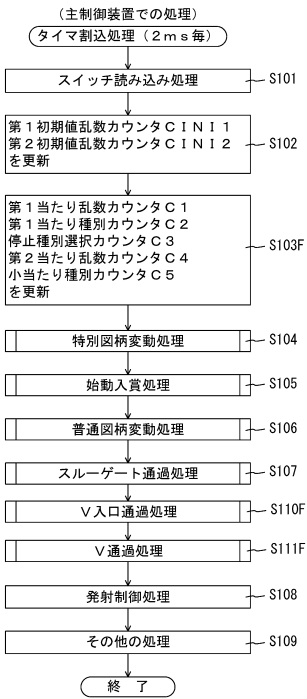 （主制御装置での処理）
タイマ割込処理（２ｍｓ毎）
スイッチ読み込み処理
S101
第１初期値乱数カウンタＣＩＮＩ１
第２初期値乱数カウンタＣＩＮＩ２
を更新
S102
第１当たり乱数カウンタＣ１
第１当たり種別カウンタＣ２
停止種別選択カウンタＣ３
第２当たり乱数カウンタＣ４
小当たり種別カウンタＣ５
を更新
S103F
特別図柄変動処理
S104
始動入賞処理
S105
普通図柄変動処理
S106
スルーゲート通過処理
S107
Ｖ入口通過処理
S110F
Ｖ通過処理
S111F
発射制御処理
S108
その他の処理
S109
終 了